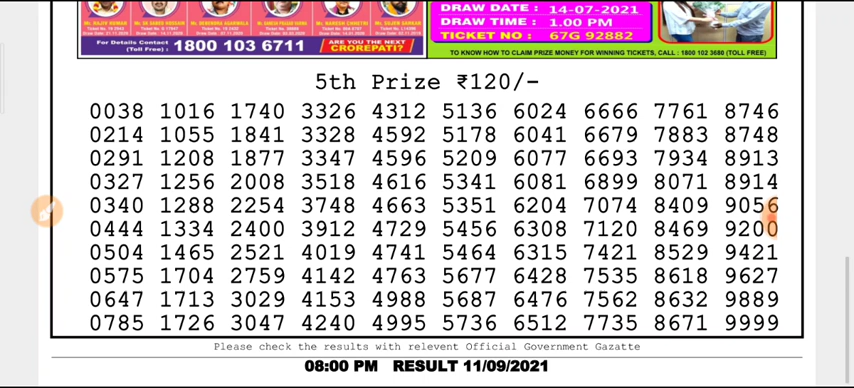 For Details Contact (Toll Free) : 1800 103 6711
ARE YOU THE NEXT CROREPATI?
DRAW DATE : 14-07-2021
DRAW TIME : 1.00 PM
TICKET NO : 67G 92882
TO KNOW HOW TO CLAIM PRIZE MONEY FOR WINNING TICKETS, CALL : 1800 102 3680 (TOLL FREE)
5th Prize ₹120/-
0038 1016 1740 3326 4312 5136 6024 6666 7761 8746
0214 1055 1841 3328 4592 5178 6041 6679 7883 8748
0291 1208 1877 3347 4596 5209 6077 6693 7934 8913
0327 1256 2008 3518 4616 5341 6081 6899 8071 8914
0340 1288 2254 3748 4663 5351 6204 7074 8409 9056
0444 1334 2400 3912 4729 5456 6308 7120 8469 9200
0504 1465 2521 4019 4741 5464 6315 7421 8529 9421
0575 1704 2759 4142 4763 5677 6428 7535 8618 9627
0647 1713 3029 4153 4988 5687 6476 7562 8632 9889
0785 1726 3047 4240 4995 5736 6512 7735 8671 9999
Please check the results with relevent Official Government Gazatte
08:00 PM RESULT 11/09/2021